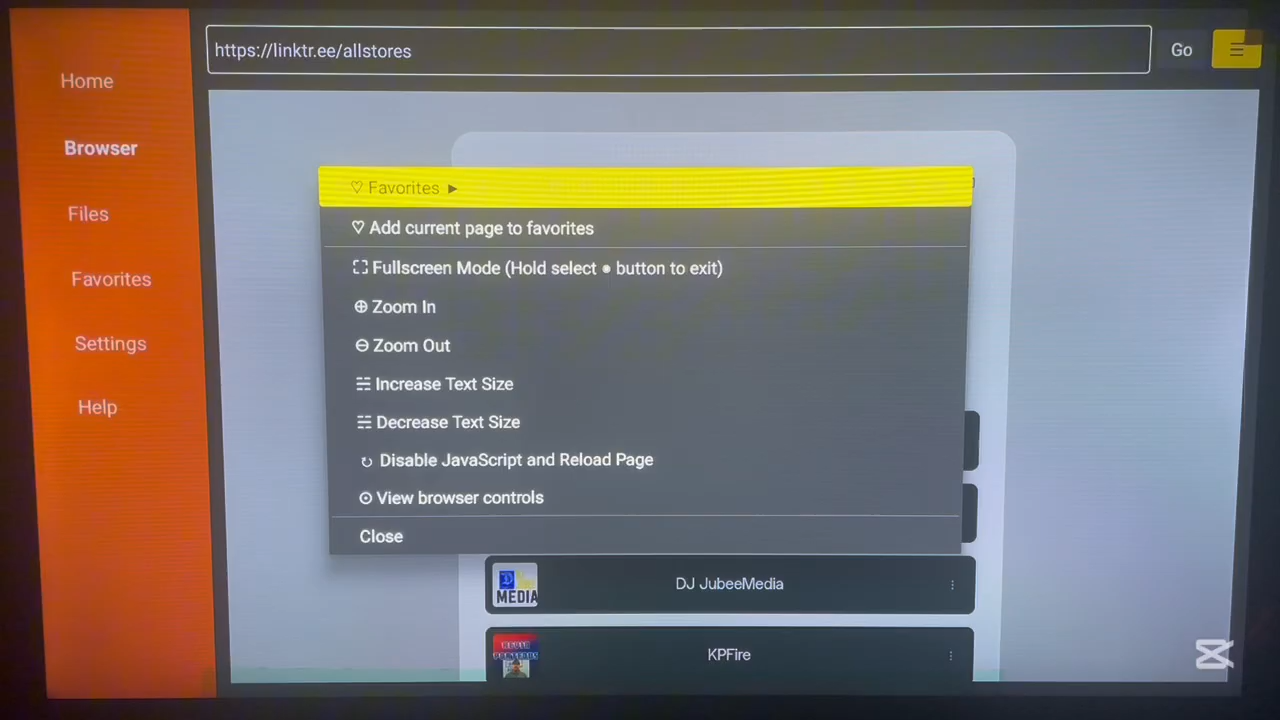 https://linktr.ee/allstores
Go
☰
Home
Browser
Files
Favorites
Settings
Help
♡ Favorites ►
♡ Add current page to favorites
Fullscreen Mode (Hold select ● button to exit)
⊕ Zoom In
⊖ Zoom Out
☵ Increase Text Size
☵ Decrease Text Size
↻ Disable JavaScript and Reload Page
⊙ View browser controls
Close
MEDIA
DJ JubeeMedia
KPFire